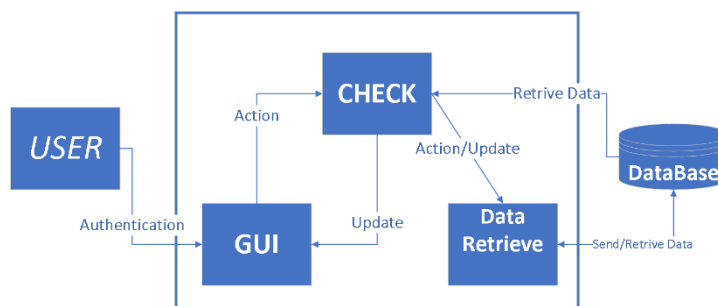 CHECK
Retrive Data
Action
USER
Action/Update
DataBase
Authentication
GUI
Update
Data
Retrieve
Send/Retrive Data